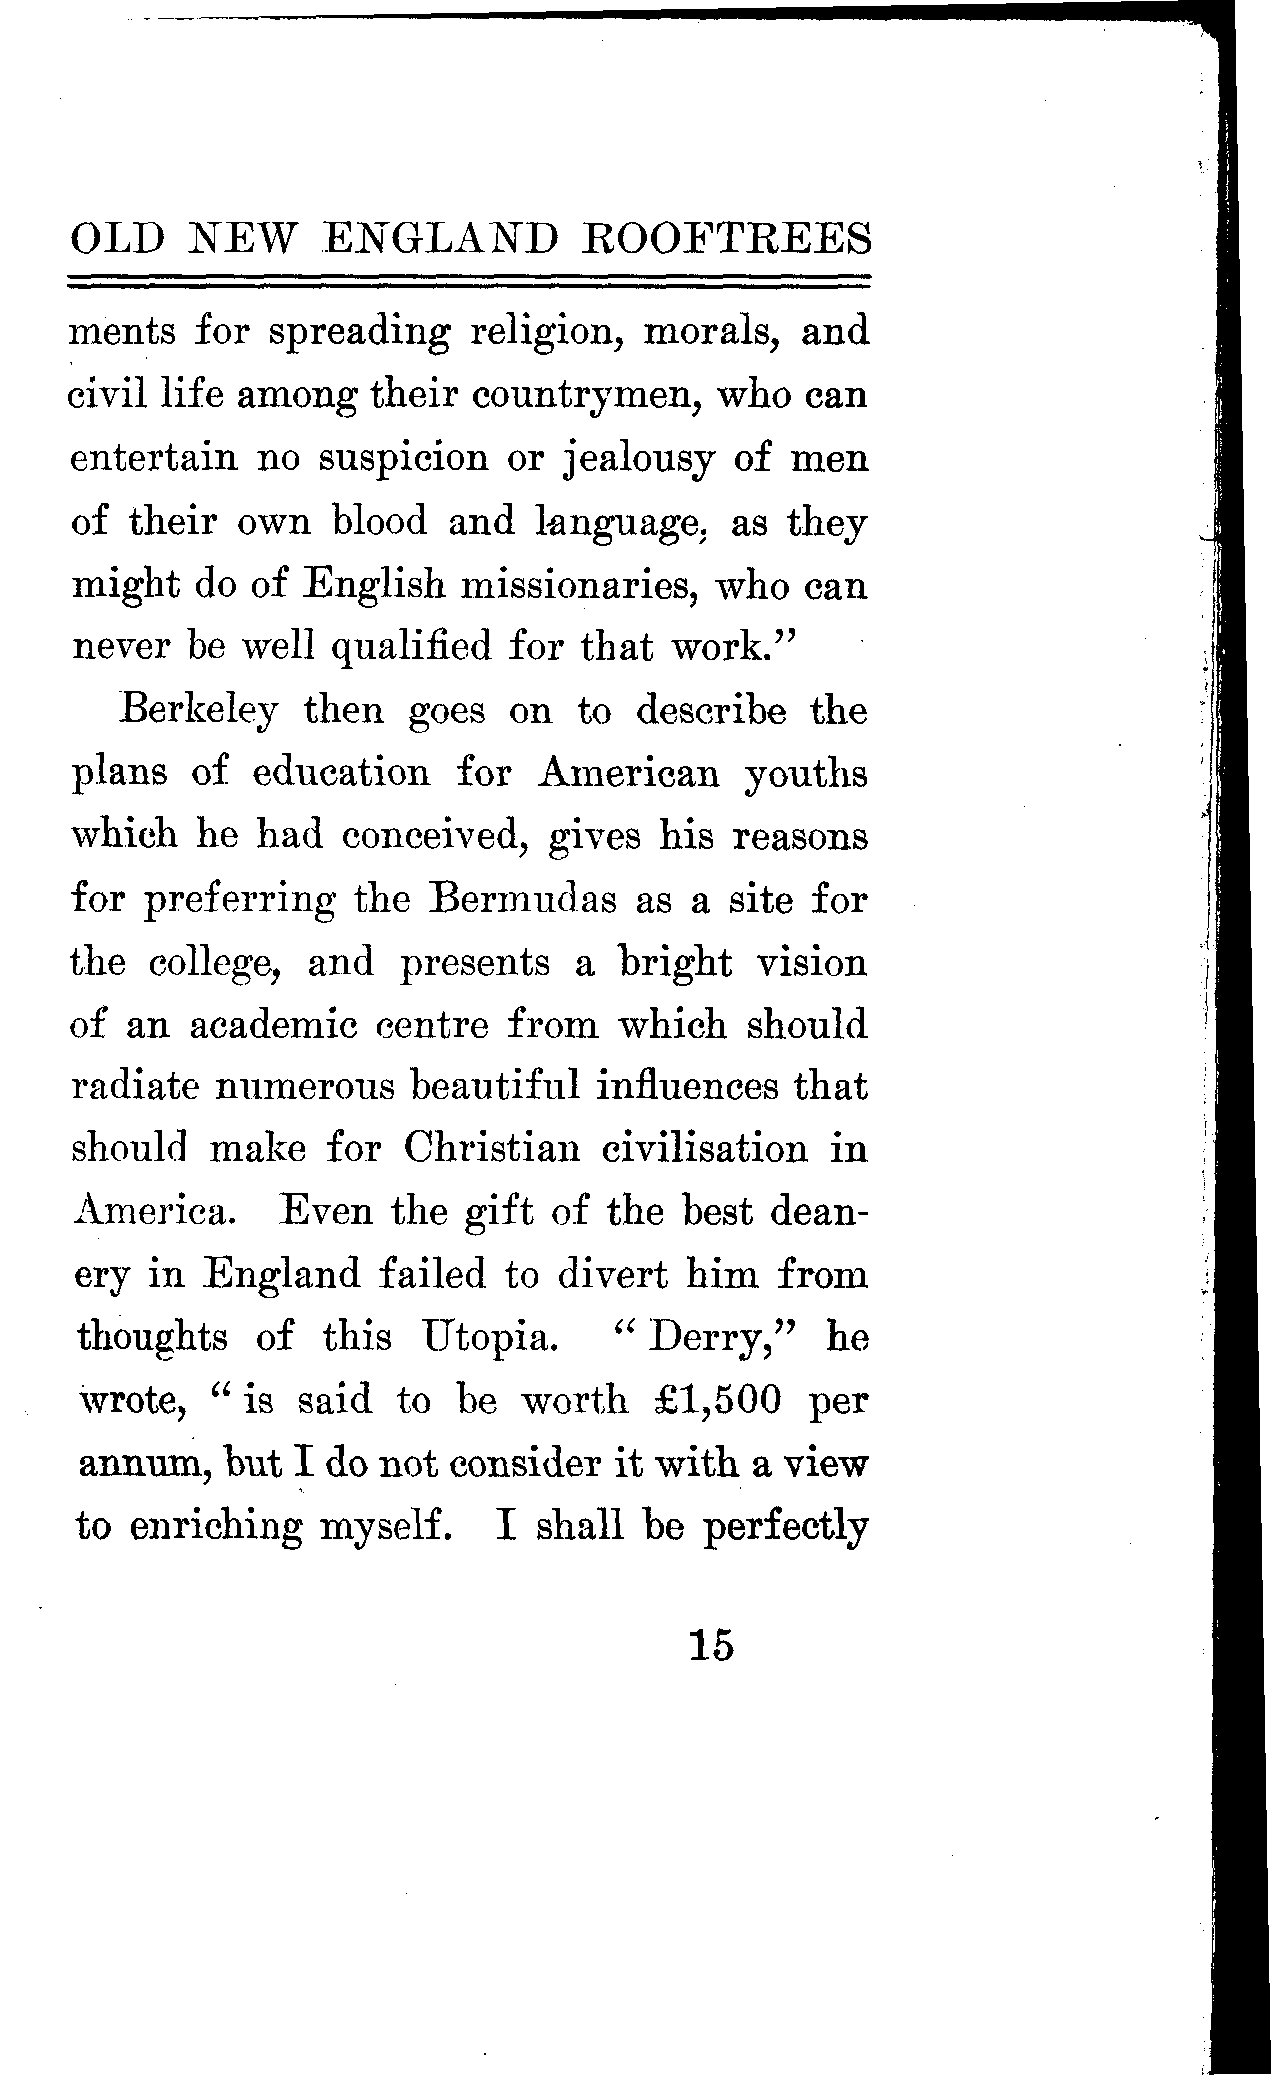 OLD NEW ENGLAND ROOFTREES
ments for spreading religion, morals, and
civil life among their countrymen, who can
entertain no suspicion or jealousy of men
of their own blood and language, as they
might do of English missionaries, who can
never be well qualified for that work."
Berkeley then goes on to describe the
plans of education for American youths
which he had conceived, gives his reasons
for preferring the Bermudas as a site for
the college, and presents a bright vision
of an academic centre from which should
radiate numerous beautiful influences that
should make for Christian civilisation in
America. Even the gift of the best dean-
ery in England failed to divert him from
thoughts of this Utopia. " Derry," he
wrote, " is said to be worth £1,500 per
annum, but I do not consider it with a view
to enriching myself. I shall be perfectly
15